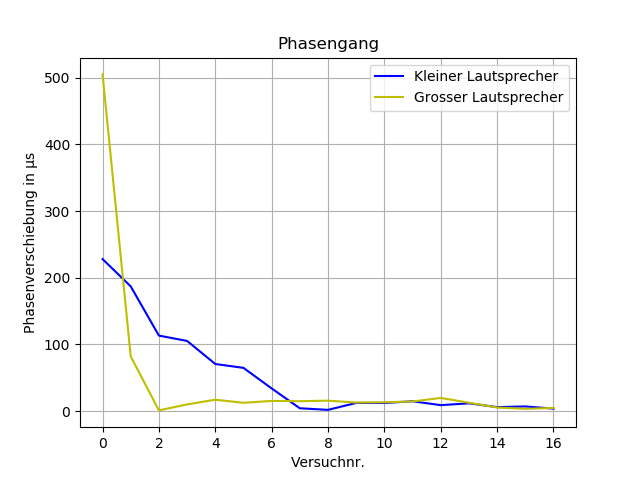 Phasengang
Kleiner Lautsprecher
Grosser Lautsprecher
Phasenverschiebung in µs
500
400
300
200
100
0
0 2 4 6 8 10 12 14 16
Versuchnr.